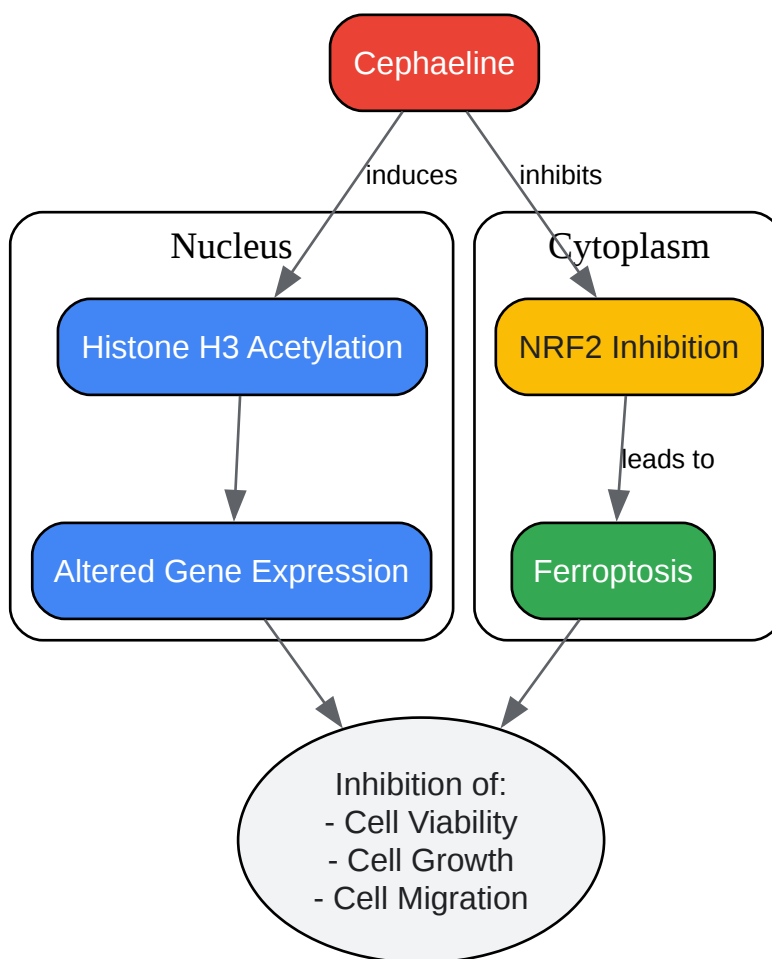 Cephaeline
induces
inhibits
Nucleus
Cytoplasm
Histone H3 Acetylation
NRF2 Inhibition
leads to
Altered Gene Expression
Ferroptosis
Inhibition of:
- Cell Viability
- Cell Growth
- Cell Migration